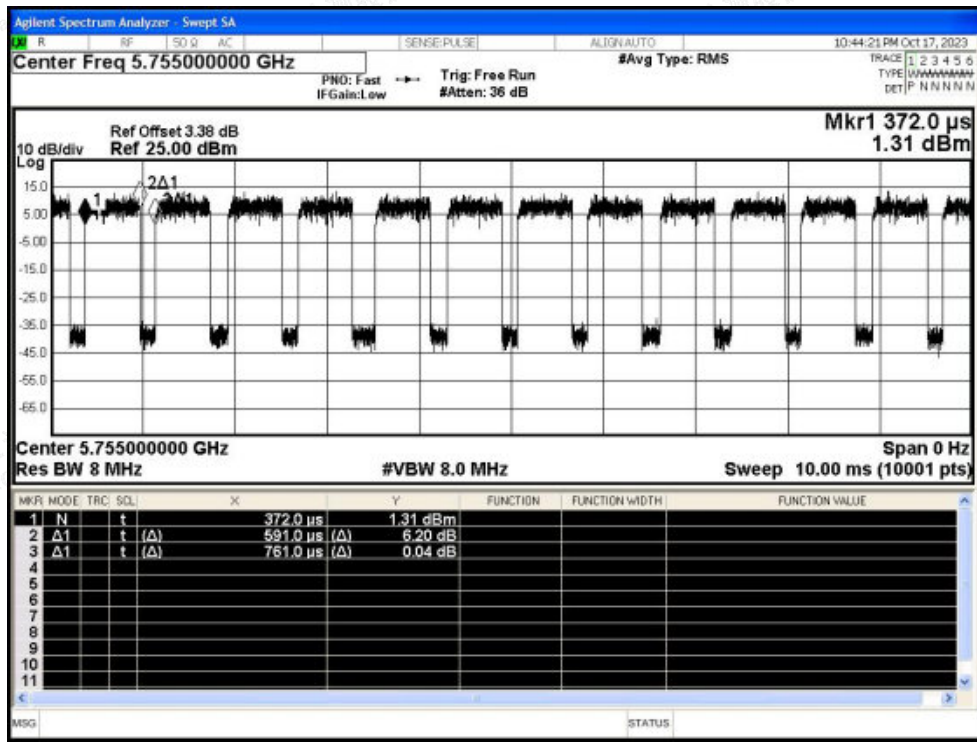 Agilent Spectrum Analyzer - Swept SA
R RF 50 Ω AC SENSE:PULSE ALIGNAUTO 10:44:21 PM Oct 17, 2023
Center Freq 5.755000000 GHz
#Avg Type: RMS
TRACE 1 2 3 4 5 6
PNO: Fast Trig: Free Run
TYPE
IFGain:Low #Atten: 36 dB
DET P N N N N N
Mkr1 372.0 µs
1.31 dBm
Ref Offset 3.38 dB
10 dB/div Ref 25.00 dBm
Log
15.0
5.00
-5.00
-15.0
-25.0
-35.0
-45.0
-55.0
-65.0
1
2Δ1
Center 5.755000000 GHz Span 0 Hz
Res BW 8 MHz #VBW 8.0 MHz Sweep 10.00 ms (10001 pts)
MKR MODE TRC SCL X Y FUNCTION FUNCTION WIDTH FUNCTION VALUE
1 N t 372.0 µs 1.31 dBm
2 Δ1 t (Δ) 591.0 µs (Δ) 6.20 dB
3 Δ1 t (Δ) 761.0 µs (Δ) 0.04 dB
4
5
6
7
8
9
10
11
MSG STATUS